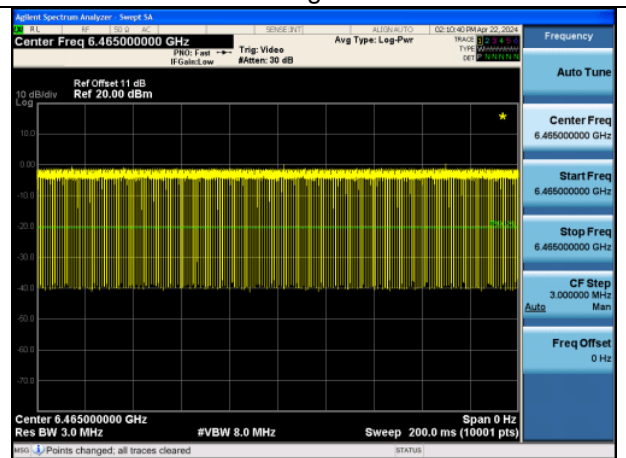 Agilent Spectrum Analyzer - Swept SA
RL RF 50 Ω AC SENSE:INT ALIGN AUTO 02:10:40 PM Apr 22, 2024
Center Freq 6.465000000 GHz
PNO: Fast
IFGain:Low
Trig: Video
#Atten: 30 dB
Avg Type: Log-Pwr
TRACE 1 2 3 4 5 6
TYPE
DET P N N N N N
Ref Offset 11 dB
10 dB/div Ref 20.00 dBm
Log
10.0
0.00
-10.0
-20.0
-30.0
-40.0
-50.0
-60.0
-70.0
Center 6.465000000 GHz Span 0 Hz
Res BW 3.0 MHz #VBW 8.0 MHz Sweep 200.0 ms (10001 pts)
MSG Points changed; all traces cleared STATUS
Frequency
Auto Tune
Center Freq
6.465000000 GHz
Start Freq
6.465000000 GHz
Stop Freq
6.465000000 GHz
CF Step
3.000000 MHz
Auto Man
Freq Offset
0 Hz